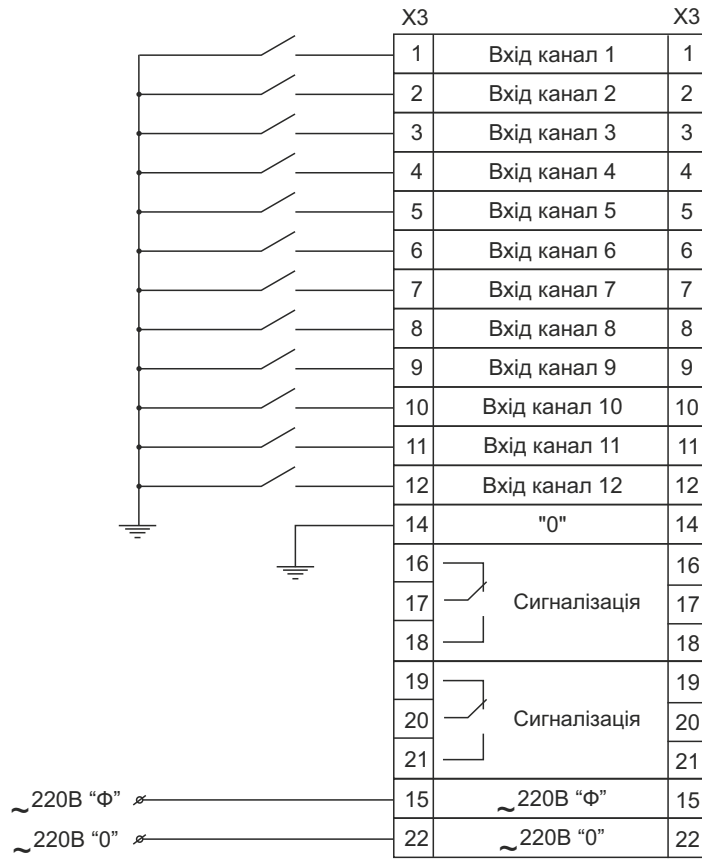 X3 X3
1 Вхід канал 1 1
2 Вхід канал 2 2
3 Вхід канал 3 3
4 Вхід канал 4 4
5 Вхід канал 5 5
6 Вхід канал 6 6
7 Вхід канал 7 7
8 Вхід канал 8 8
9 Вхід канал 9 9
10 Вхід канал 10 10
11 Вхід канал 11 11
12 Вхід канал 12 12
14 "0" 14
16 16
17 Сигналізація 17
18 18
19 19
20 Сигналізація 20
21 21
~220В “Ф” 15 ~220В “Ф” 15
~220В “0” 22 ~220В “0” 22